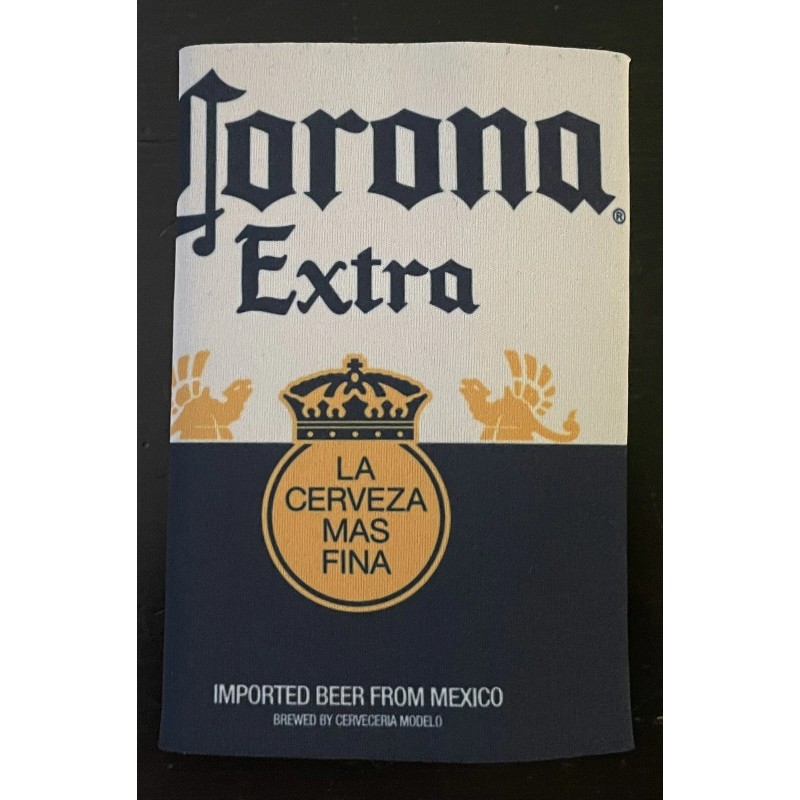 Corona®
Extra
LA
CERVEZA
MAS
FINA
IMPORTED BEER FROM MEXICO
BREWED BY CERVECERIA MODELO